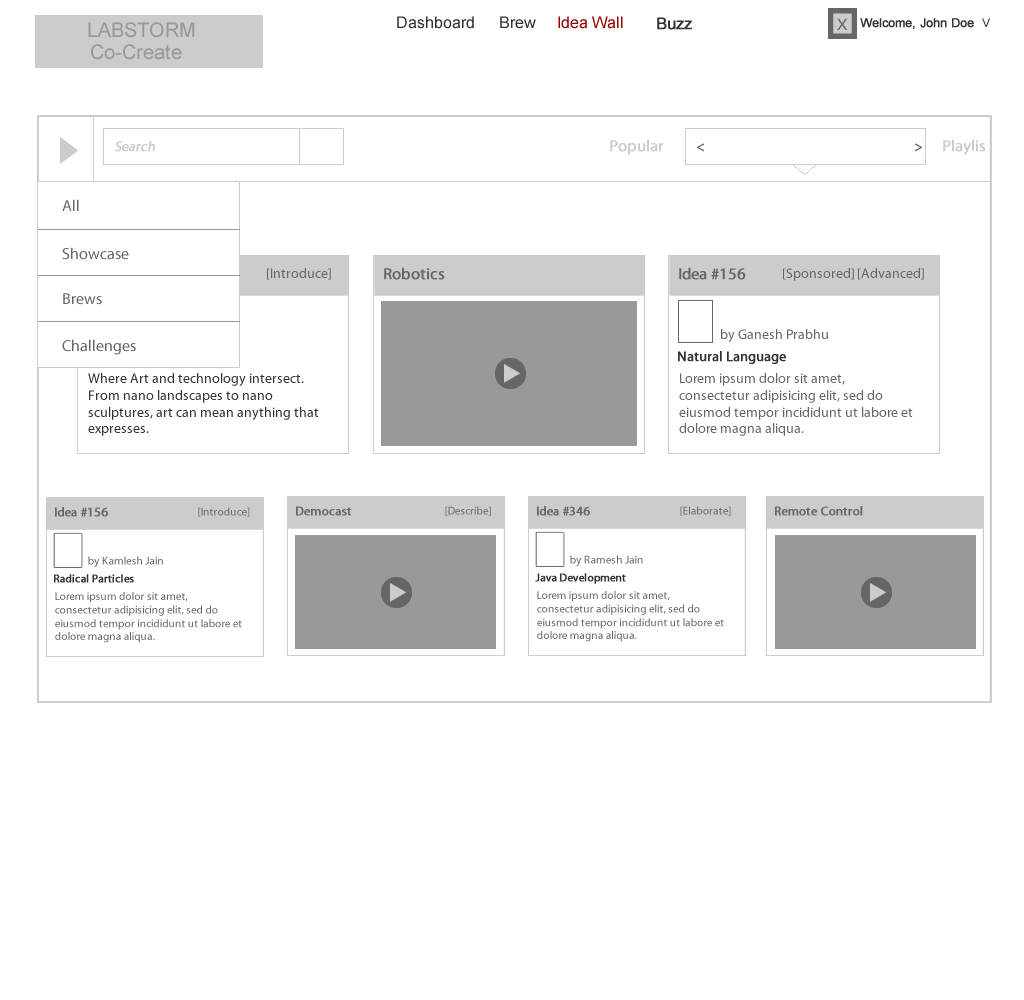 LABSTORM
Co-Create
Dashboard Brew Idea Wall Buzz
X Welcome, John Doe V
Search
Popular < > Playlis
All
Showcase
Brews
Challenges
[Introduce]
Where Art and technology intersect.
From nano landscapes to nano
sculptures, art can mean anything that
expresses.
Robotics
Idea #156 [Sponsored] [Advanced]
by Ganesh Prabhu
Natural Language
Lorem ipsum dolor sit amet,
consectetur adipisicing elit, sed do
eiusmod tempor incididunt ut labore et
dolore magna aliqua.
Idea #156 [Introduce]
by Kamlesh Jain
Radical Particles
Lorem ipsum dolor sit amet,
consectetur adipisicing elit, sed do
eiusmod tempor incididunt ut labore et
dolore magna aliqua.
Democast [Describe]
Idea #346 [Elaborate]
by Ramesh Jain
Java Development
Lorem ipsum dolor sit amet,
consectetur adipisicing elit, sed do
eiusmod tempor incididunt ut labore et
dolore magna aliqua.
Remote Control